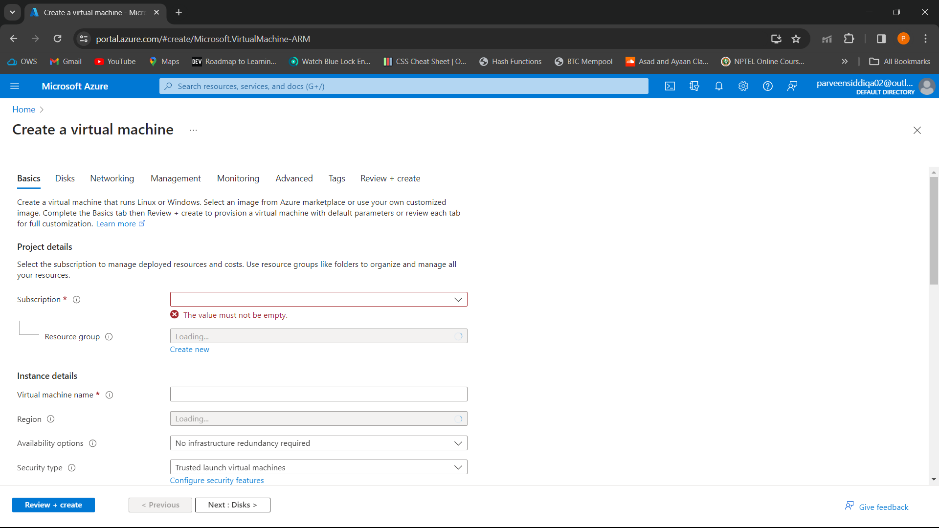 Create a virtual machine - Micr
portal.azure.com/#create/Microsoft.VirtualMachine-ARM
OWS
Gmail
YouTube
Maps
DEV Roadmap to Learnin...
Watch Blue Lock En...
CSS Cheat Sheet | O...
Hash Functions
BTC Mempool
Asad and Ayaan Cla...
NPTEL Online Cours...
All Bookmarks
Microsoft Azure
Search resources, services, and docs (G+/)
parveensiddiqa02@outl...
DEFAULT DIRECTORY
Home
Create a virtual machine ...
Basics
Disks
Networking
Management
Monitoring
Advanced
Tags
Review + create
Create a virtual machine that runs Linux or Windows. Select an image from Azure marketplace or use your own customized
image. Complete the Basics tab then Review + create to provision a virtual machine with default parameters or review each tab
for full customization. Learn more
Project details
Select the subscription to manage deployed resources and costs. Use resource groups like folders to organize and manage all
your resources.
Subscription *
The value must not be empty.
Resource group
Loading...
Create new
Instance details
Virtual machine name *
Region
Loading...
Availability options
No infrastructure redundancy required
Security type
Trusted launch virtual machines
Configure security features
Review + create
< Previous
Next : Disks >
Give feedback